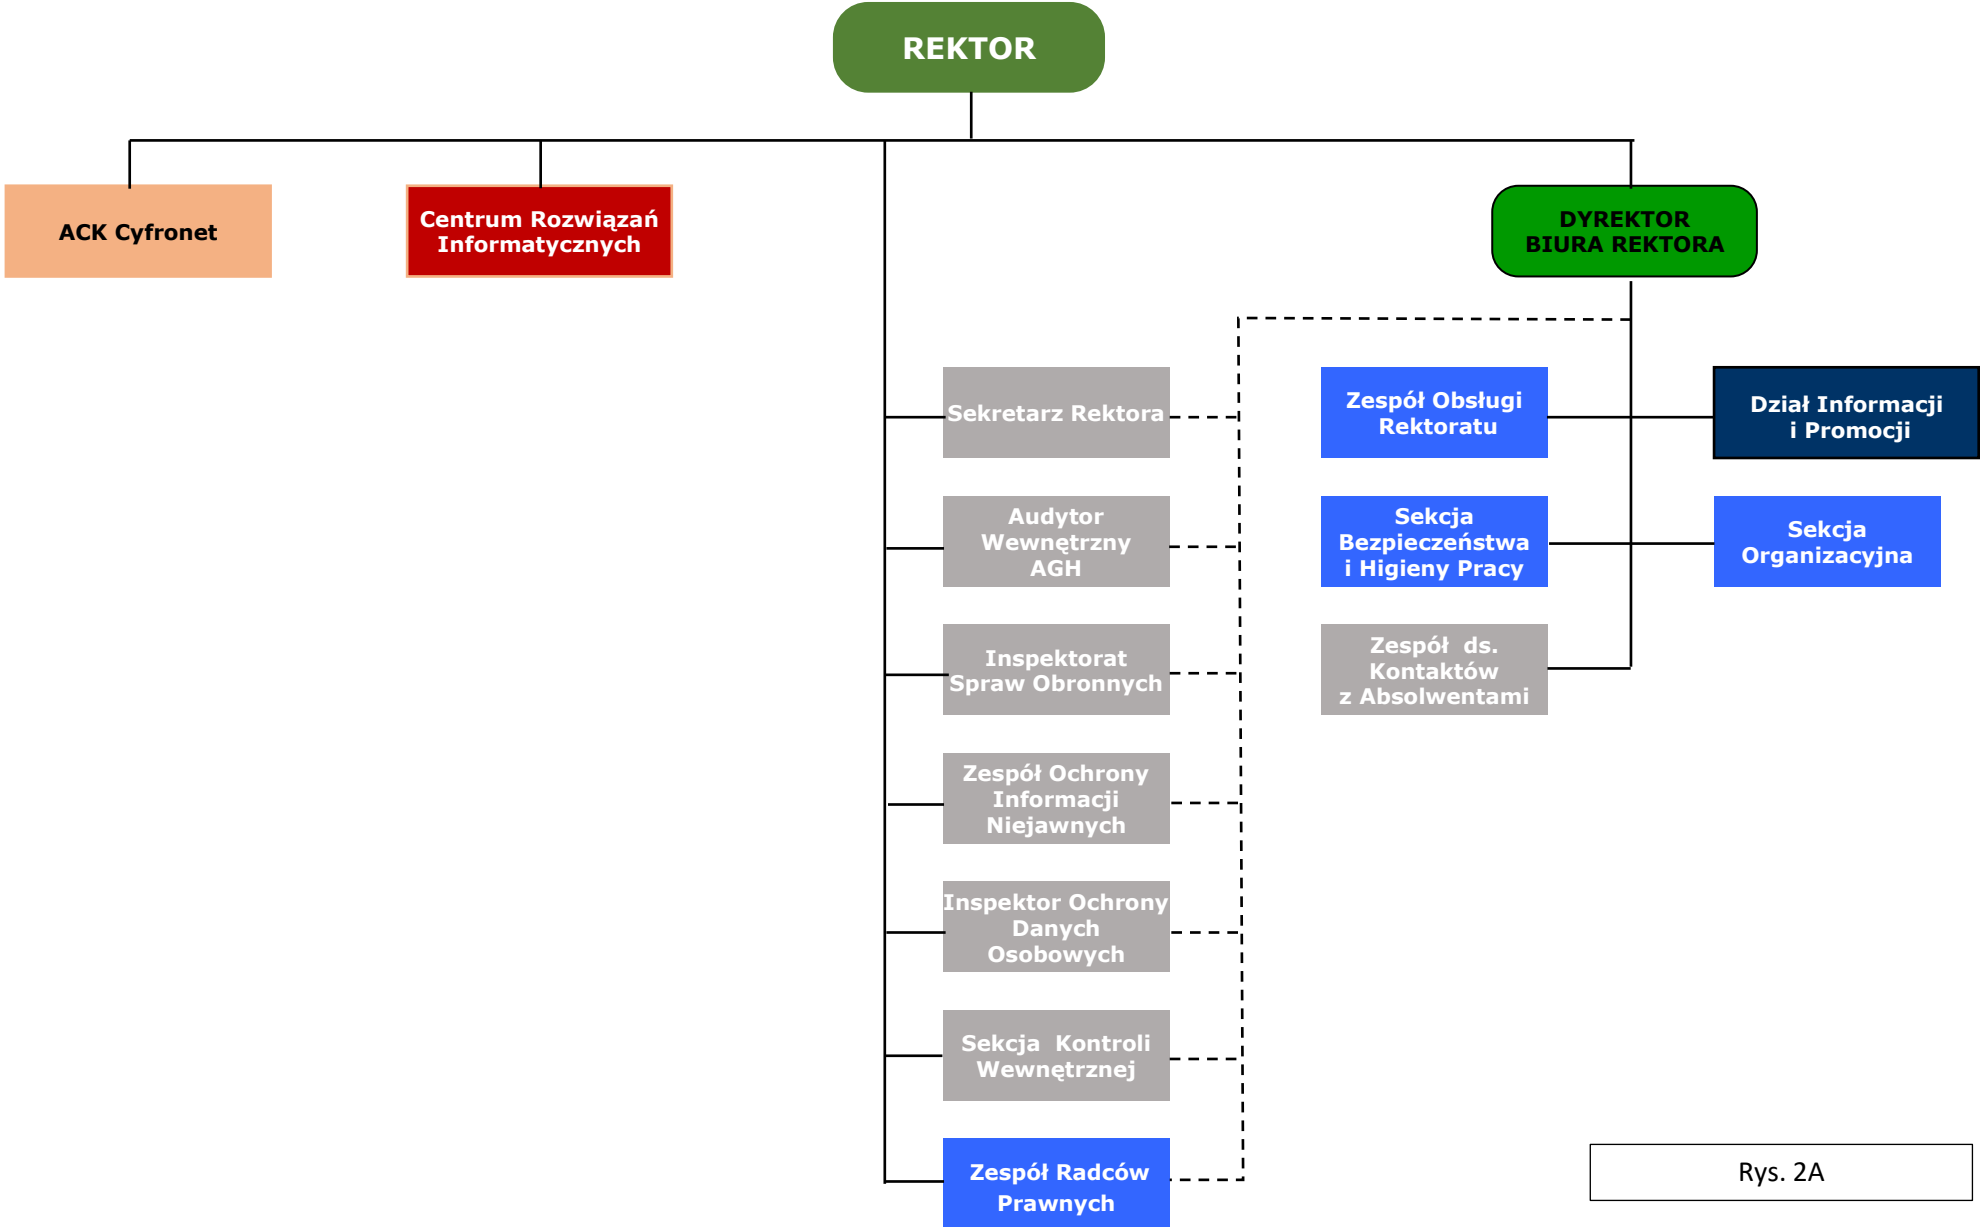 REKTOR
ACK Cyfronet
Centrum Rozwiązań
Informatycznych
DYREKTOR
BIURA REKTORA
Sekretarz Rektora
Audytor
Wewnętrzny
AGH
Inspektorat
Spraw Obronnych
Zespół Ochrony
Informacji
Niejawnych
Inspektor Ochrony
Danych
Osobowych
Sekcja Kontroli
Wewnętrznej
Zespół Radców
Prawnych
Zespół Obsługi
Rektoratu
Sekcja
Bezpieczeństwa
i Higieny Pracy
Zespół ds.
Kontaktów
z Absolwentami
Dział Informacji
i Promocji
Sekcja
Organizacyjna
Rys. 2A